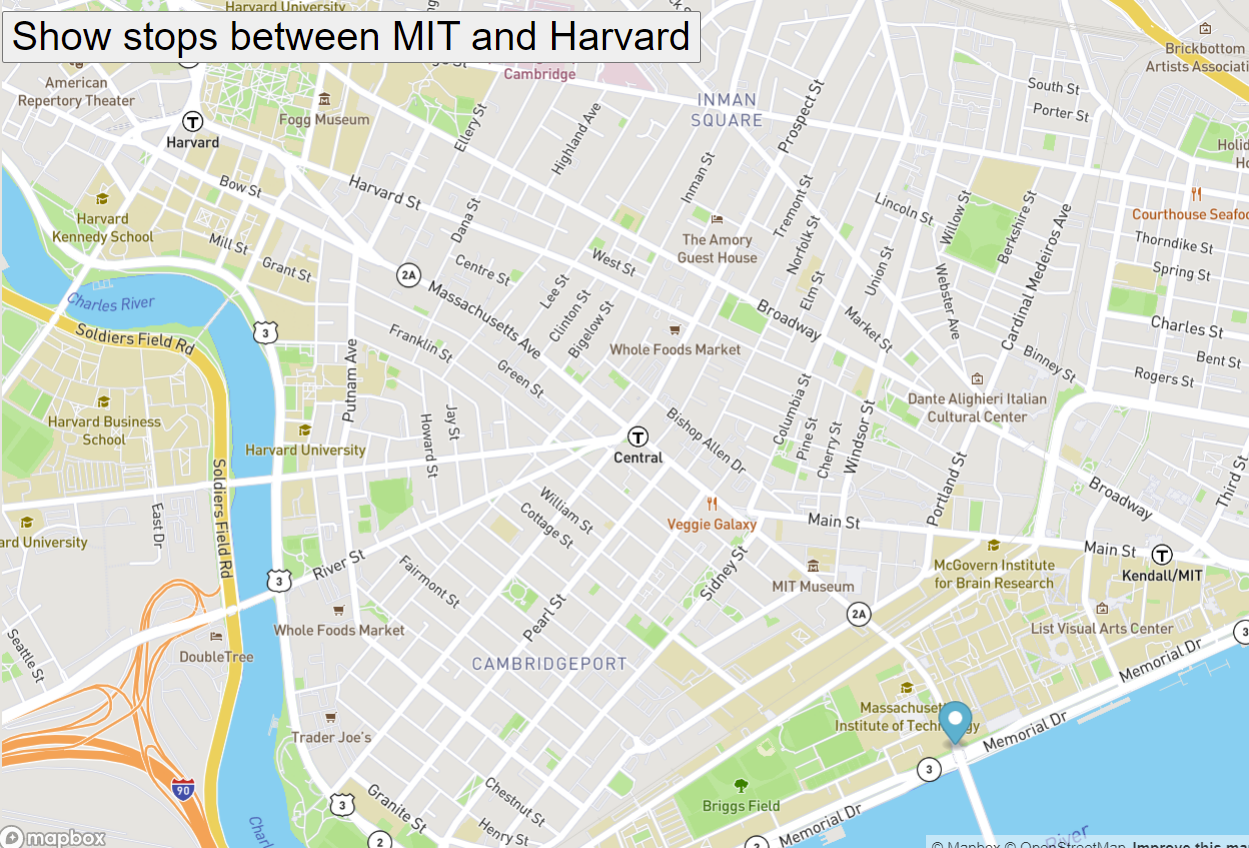 Harvard University
Show stops between MIT and Harvard
Brickbottom
Artists Associati
American
Repertory Theater
Cambridge
INMAN
SQUARE
South St
Porter St
Prospect St
Fogg Museum
Ellery St
Highland Ave
Harvard
Holid
Ho
Bow St
Harvard St
Inman St
Tremont St
Lincoln St
Willow St
Berkshire St
Cardinal Medeiros Ave
Courthouse Seafoo
Harvard
Kennedy School
Dana St
Norfolk St
The Amory
Guest House
Thorndike St
Mill St
Grant St
Centre St
West St
Union St
Elm St
Webster Ave
Spring St
2A
Charles River
Lee St
Clinton St
Bigelow St
Massachusetts Ave
Broadway
Market St
Charles St
Soldiers Field Rd
3
Franklin St
Whole Foods Market
Binney St
Bent St
Putnam Ave
Green St
Rogers St
Harvard Business
School
Howard St
Jay St
Dante Alighieri Italian
Cultural Center
Columbia St
Pine St
Cherry St
Windsor St
Bishop Allen Dr
Harvard University
T
Central
Soldiers Field Rd
Portland St
Broadway
Third St
East Dr
William St
Cottage St
Veggie Galaxy
Main St
ard University
Main St
T
Kendall/MIT
River St
3
Fairmont St
Sidney St
McGovern Institute
for Brain Research
MIT Museum
2A
Whole Foods Market
Pearl St
List Visual Arts Center
3
Seattle St
DoubleTree
CAMBRIDGEPORT
Memorial Dr
Massachuset
Institute of Techn
gy
Trader Joe's
Memorial Dr
3
90
3
Granite St
Chestnut St
Briggs Field
Henry St
Memorial Dr
2
Charl
River
mapbox
© Mapbox © OpenStreetMap Improve this ma